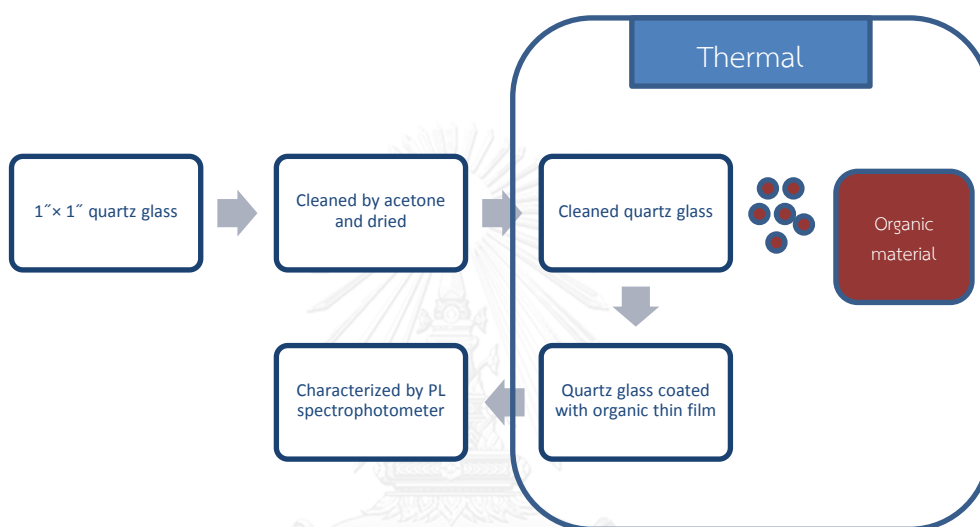 Thermal
1˝× 1˝ quartz glass
Cleaned by acetone
and dried
Cleaned quartz glass
Organic
material
Characterized by PL
spectrophotometer
Quartz glass coated
with organic thin film